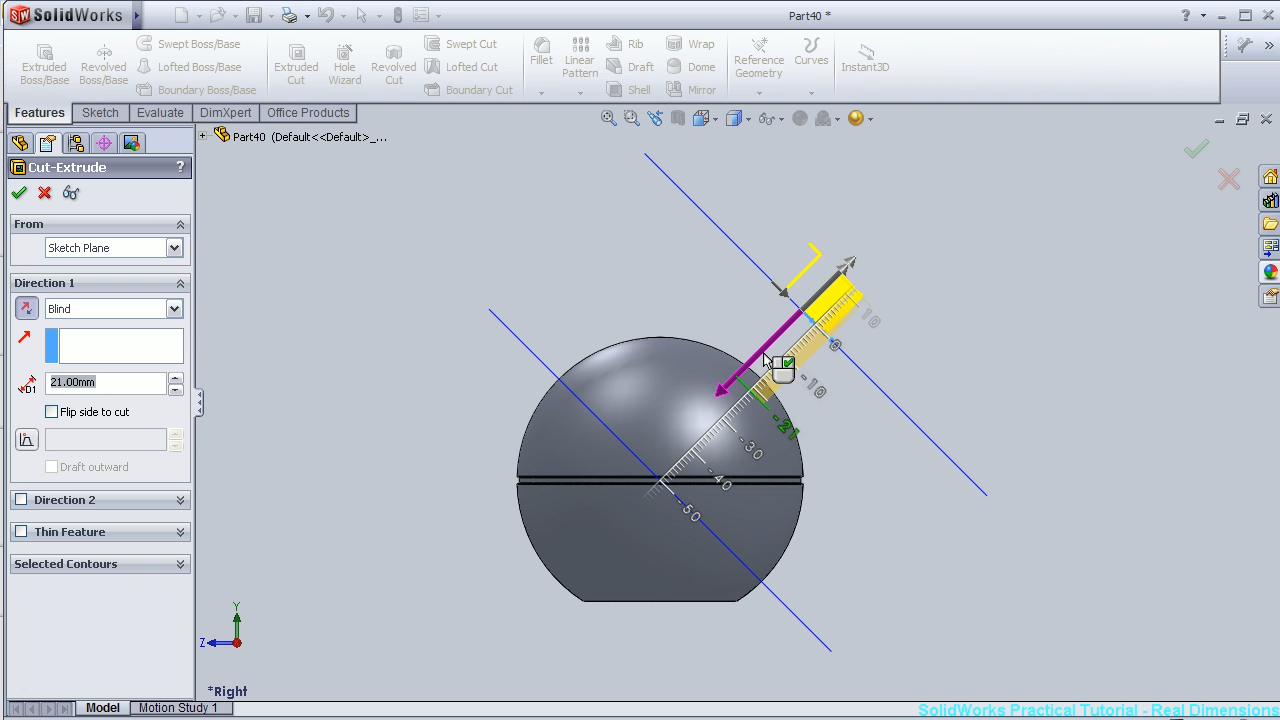 SW SolidWorks
Part40 *
?
Extruded Boss/Base
Revolved Boss/Base
Swept Boss/Base
Lofted Boss/Base
Boundary Boss/Base
Extruded Cut
Hole Wizard
Revolved Cut
Swept Cut
Lofted Cut
Boundary Cut
Fillet
Linear Pattern
Rib
Draft
Shell
Wrap
Dome
Mirror
Reference Geometry
Curves
Instant3D
Features Sketch Evaluate DimXpert Office Products
Part40 (Default<<Default>_...
Cut-Extrude ?
From
Sketch Plane
Direction 1
Blind
D1
21.00mm
Flip side to cut
Draft outward
Direction 2
Thin Feature
Selected Contours
10
0
-10
-21
-30
-40
-50
Y
Z
*Right
Model Motion Study 1
SolidWorks Practical Tutorial - Real Dimensions